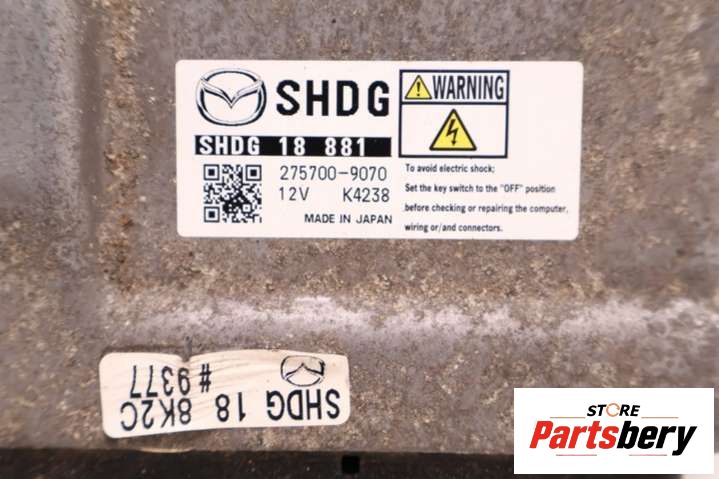 SHDG
SHDG 18 881
275700-9070
12V K4238
MADE IN JAPAN
WARNING
To avoid electric shock;
Set the key switch to the "OFF" position
before checking or repairing the computer,
wiring or/and connectors.
SHDG 18 8K2C
#9377
STORE
Partsbery